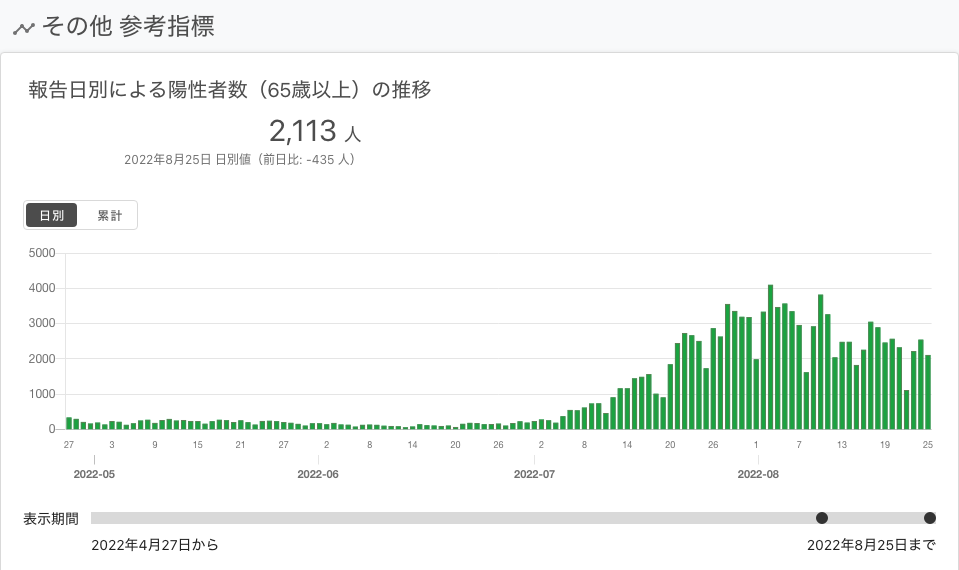 その他 参考指標
報告日別による陽性者数（65歳以上）の推移
2,113 人
2022年8月25日 日別値（前日比: -435 人）
日別 累計
5000
4000
3000
2000
1000
0
27 3 9 15 21 27 2 8 14 20 26 2 8 14 20 26 1 7 13 19 25
2022-05 2022-06 2022-07 2022-08
表示期間
2022年4月27日から 2022年8月25日まで